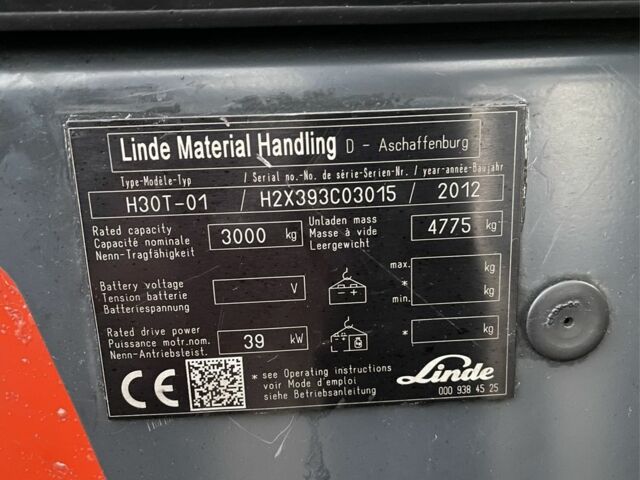 Linde Material Handling D - Aschaffenburg
Type-Modèle-Typ / Serial no.-No. de série-Serien-Nr. / year-année-Baujahr
H30T-01 / H2X393C03015 / 2012
Rated capacity
Capacité nominale
Nenn-Tragfähigkeit
3000 kg
Unladen mass
Masse à vide
Leergewicht
4775 kg
Battery voltage
Tension batterie
Batteriespannung
V
- +
max.
*
min.
kg
kg
Rated drive power
Puissance motr.nom.
Nenn-Antriebsleist.
39 kW
* kg
CE
* see Operating instructions
voir Mode d'emploi
siehe Betriebsanleitung
Linde
000 938 45 25